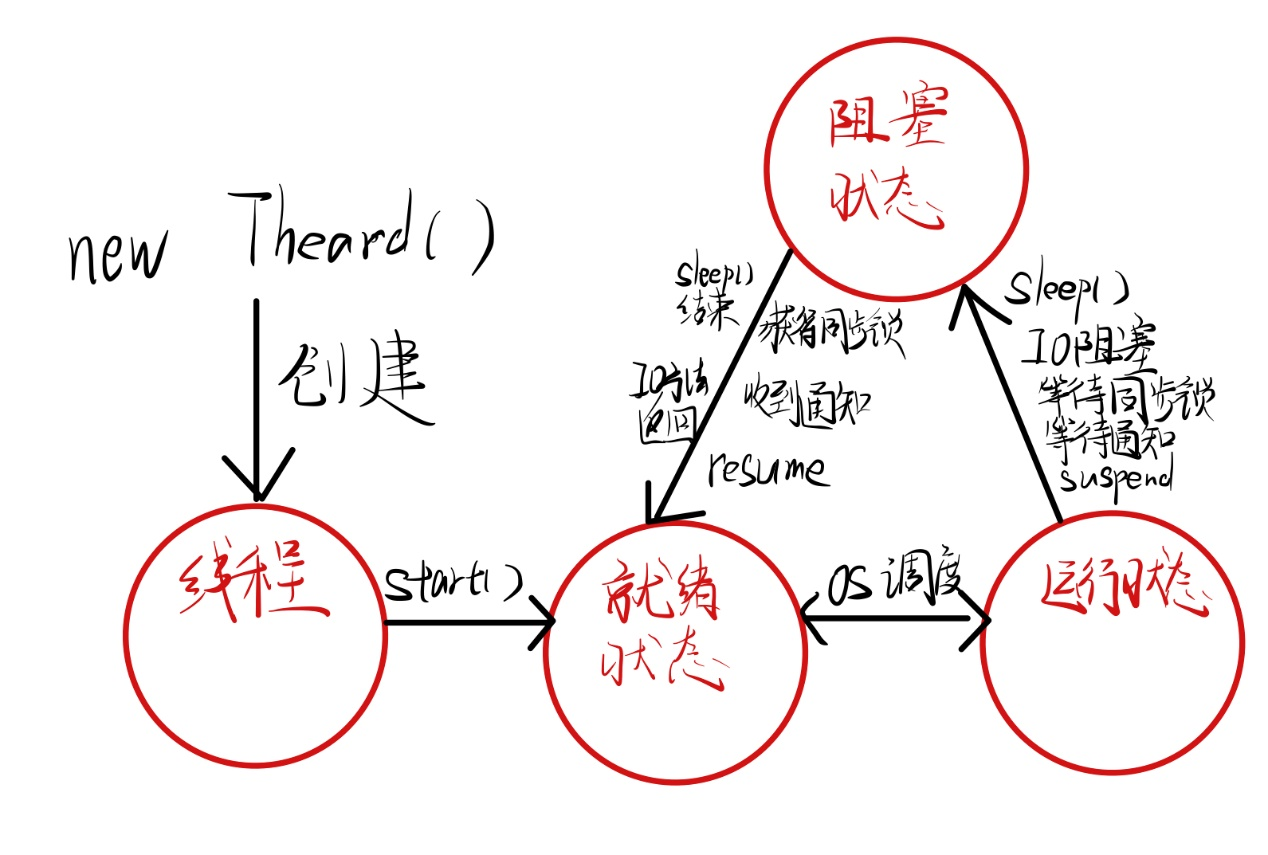 阻塞
状态
new Theard()
创建
sleep()
结束
获得同步锁
IO方法
返回
收到通知
resume
sleep()
IO阻塞
等待同步锁
等待通知
suspend
线程
start()
就绪
状态
OS 调度
运行状态